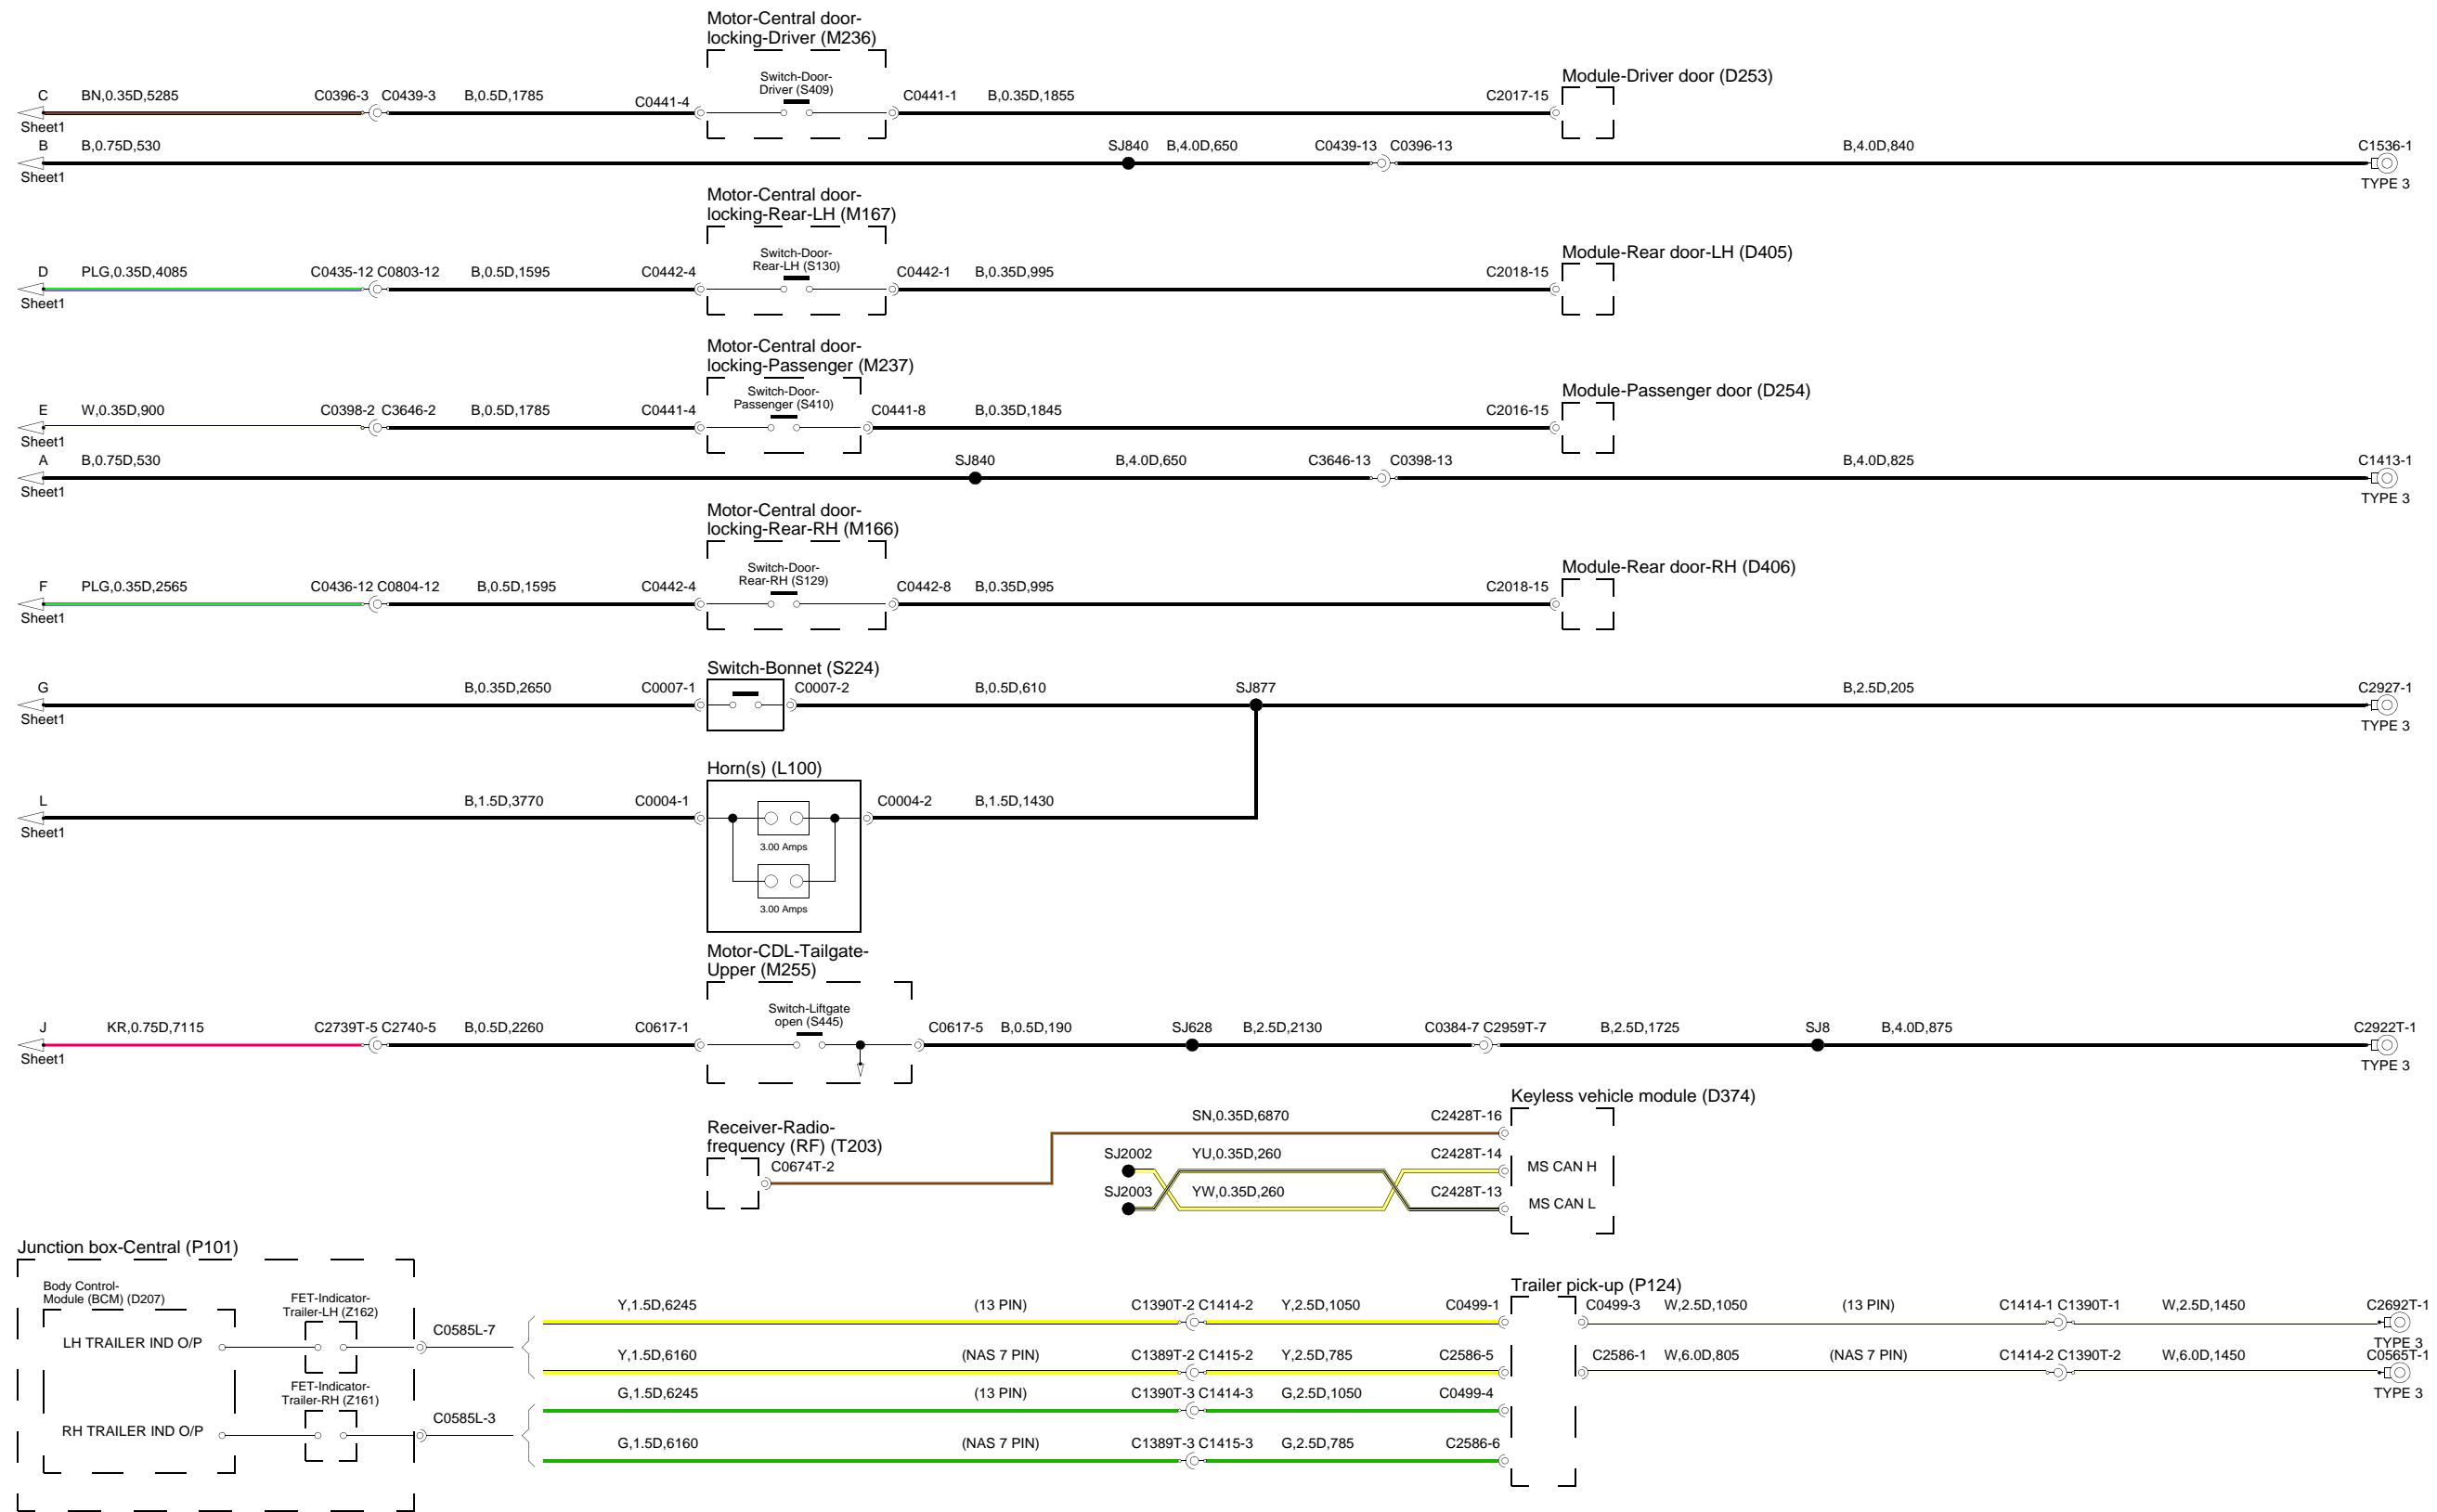 Motor-Central door-
locking-Driver (M236)
Switch-Door-
Driver (S409)
Module-Driver door (D253)
C BN,0.35D,5285 C0396-3 C0439-3 B,0.5D,1785 C0441-4 C0441-1 B,0.35D,1855 C2017-15
Sheet1
B B,0.75D,530 SJ840 B,4.0D,650 C0439-13 C0396-13 B,4.0D,840 C1536-1
Sheet1 TYPE 3
Motor-Central door-
locking-Rear-LH (M167)
Switch-Door-
Rear-LH (S130)
Module-Rear door-LH (D405)
D PLG,0.35D,4085 C0435-12 C0803-12 B,0.5D,1595 C0442-4 C0442-1 B,0.35D,995 C2018-15
Sheet1
Motor-Central door-
locking-Passenger (M237)
Switch-Door-
Passenger (S410)
Module-Passenger door (D254)
E W,0.35D,900 C0398-2 C3646-2 B,0.5D,1785 C0441-4 C0441-8 B,0.35D,1845 C2016-15
Sheet1
A B,0.75D,530 SJ840 B,4.0D,650 C3646-13 C0398-13 B,4.0D,825 C1413-1
Sheet1 TYPE 3
Motor-Central door-
locking-Rear-RH (M166)
Switch-Door-
Rear-RH (S129)
Module-Rear door-RH (D406)
F PLG,0.35D,2565 C0436-12 C0804-12 B,0.5D,1595 C0442-4 C0442-8 B,0.35D,995 C2018-15
Sheet1
Switch-Bonnet (S224)
G B,0.35D,2650 C0007-1 C0007-2 B,0.5D,610 SJ877 B,2.5D,205 C2927-1
Sheet1 TYPE 3
Horn(s) (L100)
L B,1.5D,3770 C0004-1 C0004-2 B,1.5D,1430
Sheet1
3.00 Amps
3.00 Amps
Motor-CDL-Tailgate-
Upper (M255)
Switch-Liftgate
open (S445)
J KR,0.75D,7115 C2739T-5 C2740-5 B,0.5D,2260 C0617-1 C0617-5 B,0.5D,190 SJ628 B,2.5D,2130 C0384-7 C2959T-7 B,2.5D,1725 SJ8 B,4.0D,875 C2922T-1
Sheet1 TYPE 3
Keyless vehicle module (D374)
Receiver-Radio-
frequency (RF) (T203)
C0674T-2
SN,0.35D,6870 C2428T-16
SJ2002 YU,0.35D,260 C2428T-14 MS CAN H
SJ2003 YW,0.35D,260 C2428T-13 MS CAN L
Junction box-Central (P101)
Body Control-
Module (BCM) (D207)
FET-Indicator-
Trailer-LH (Z162)
LH TRAILER IND O/P
C0585L-7
FET-Indicator-
Trailer-RH (Z161)
RH TRAILER IND O/P
C0585L-3
Trailer pick-up (P124)
Y,1.5D,6245 (13 PIN) C1390T-2 C1414-2 Y,2.5D,1050 C0499-1 C0499-3 W,2.5D,1050 (13 PIN) C1414-1 C1390T-1 W,2.5D,1450 C2692T-1
TYPE 3
Y,1.5D,6160 (NAS 7 PIN) C1389T-2 C1415-2 Y,2.5D,785 C2586-5 C2586-1 W,6.0D,805 (NAS 7 PIN) C1414-2 C1390T-2 W,6.0D,1450 C0565T-1
TYPE 3
G,1.5D,6245 (13 PIN) C1390T-3 C1414-3 G,2.5D,1050 C0499-4
G,1.5D,6160 (NAS 7 PIN) C1389T-3 C1415-3 G,2.5D,785 C2586-6